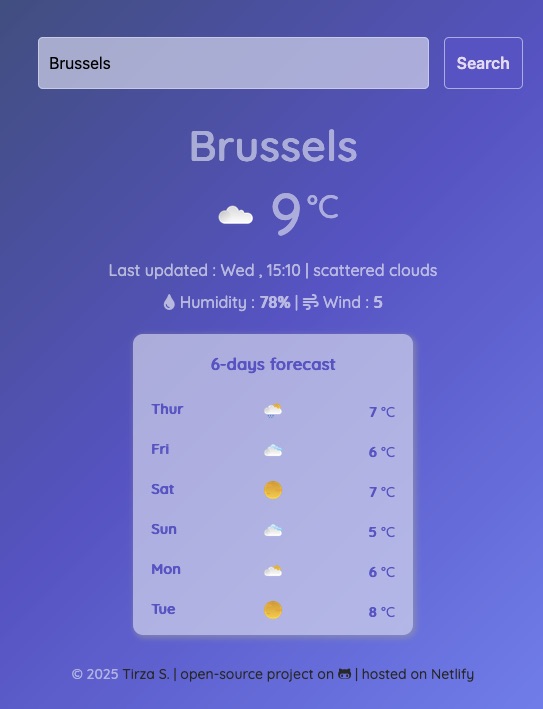 Brussels
Search
Brussels
9 °C
Last updated : Wed , 15:10 | scattered clouds
Humidity : 78% | Wind : 5
6-days forecast
Thur 7 °C
Fri 6 °C
Sat 7 °C
Sun 5 °C
Mon 6 °C
Tue 8 °C
© 2025 Tirza S. | open-source project on | hosted on Netlify